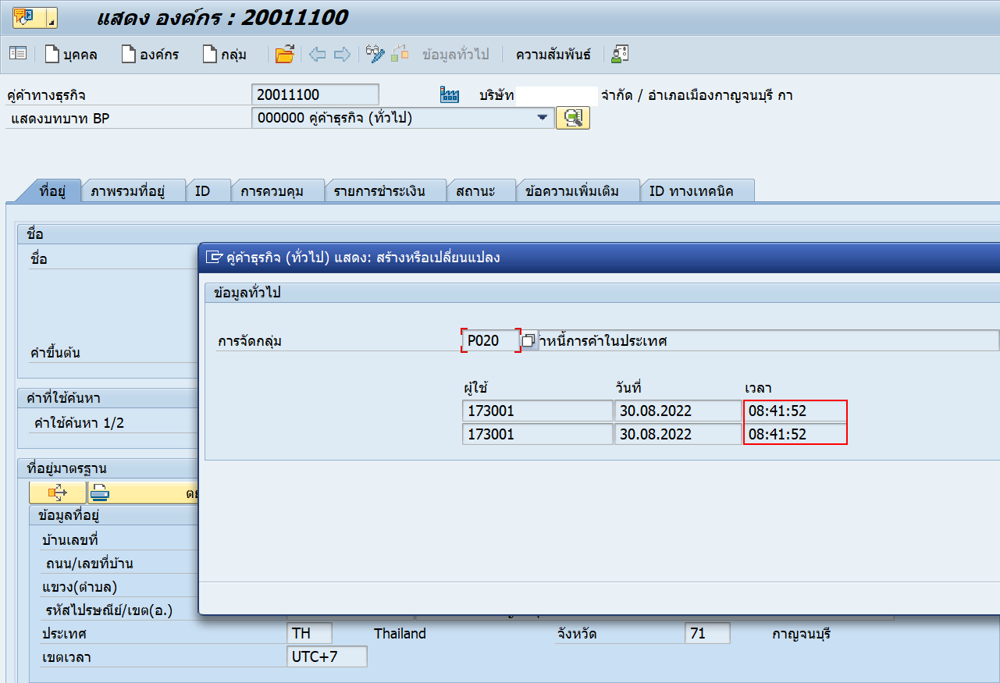 แสดง องค์กร : 20011100
บุคคล องค์กร กลุ่ม ข้อมูลทั่วไป ความสัมพันธ์
คู่ค้าทางธุรกิจ 20011100 บริษัท จำกัด / อำเภอเมืองกาญจนบุรี กา
แสดงบทบาท BP 000000 คู่ค้าธุรกิจ (ทั่วไป)
ที่อยู่ ภาพรวมที่อยู่ ID การควบคุม รายการชำระเงิน สถานะ ข้อความเพิ่มเติม ID ทางเทคนิค
ชื่อ
ชื่อ
คำขึ้นต้น
คำที่ใช้ค้นหา
คำใช้ค้นหา 1/2
ที่อยู่มาตรฐาน
ข้อมูลที่อยู่
บ้านเลขที่
ถนน/เลขที่บ้าน
แขวง(ตำบล)
รหัสไปรษณีย์/เขต(อ.)
ประเทศ TH Thailand จังหวัด 71 กาญจนบุรี
เขตเวลา UTC+7
คู่ค้าธุรกิจ (ทั่วไป) แสดง: สร้างหรือเปลี่ยนแปลง
ข้อมูลทั่วไป
การจัดกลุ่ม P020 าหนี้การค้าในประเทศ
ผู้ใช้ วันที่ เวลา
173001 30.08.2022 08:41:52
173001 30.08.2022 08:41:52